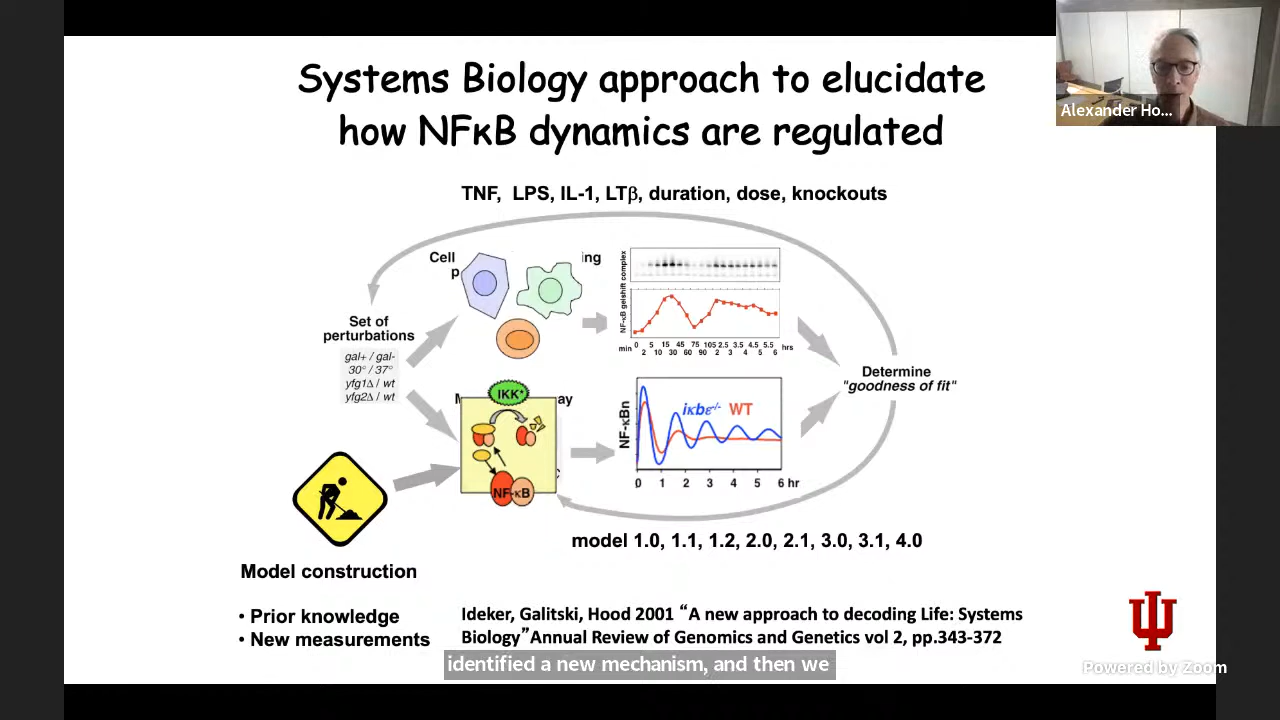 Systems Biology approach to elucidate
how NFκB dynamics are regulated
Alexander Ho...
TNF, LPS, IL-1, LTβ, duration, dose, knockouts
Cell
ing
p
NF-κB gelshift complex
min 0 5 15 45 75 105 2.5 3.5 4.5 5.5 hrs
2 10 30 60 90 2 3 4 5 6
Set of
perturbations
gal+ / gal-
30° / 37°
yfg1Δ / wt
yfg2Δ / wt
Determine
"goodness of fit"
IKK*
M
ay
NF-κB
NF-κBn
iκbε-/- WT
0 1 2 3 4 5 6 hr
model 1.0, 1.1, 1.2, 2.0, 2.1, 3.0, 3.1, 4.0
Model construction
• Prior knowledge
• New measurements
Ideker, Galitski, Hood 2001 “A new approach to decoding Life: Systems
Biology” Annual Review of Genomics and Genetics vol 2, pp.343-372
identified a new mechanism, and then we
Powered by Zoom